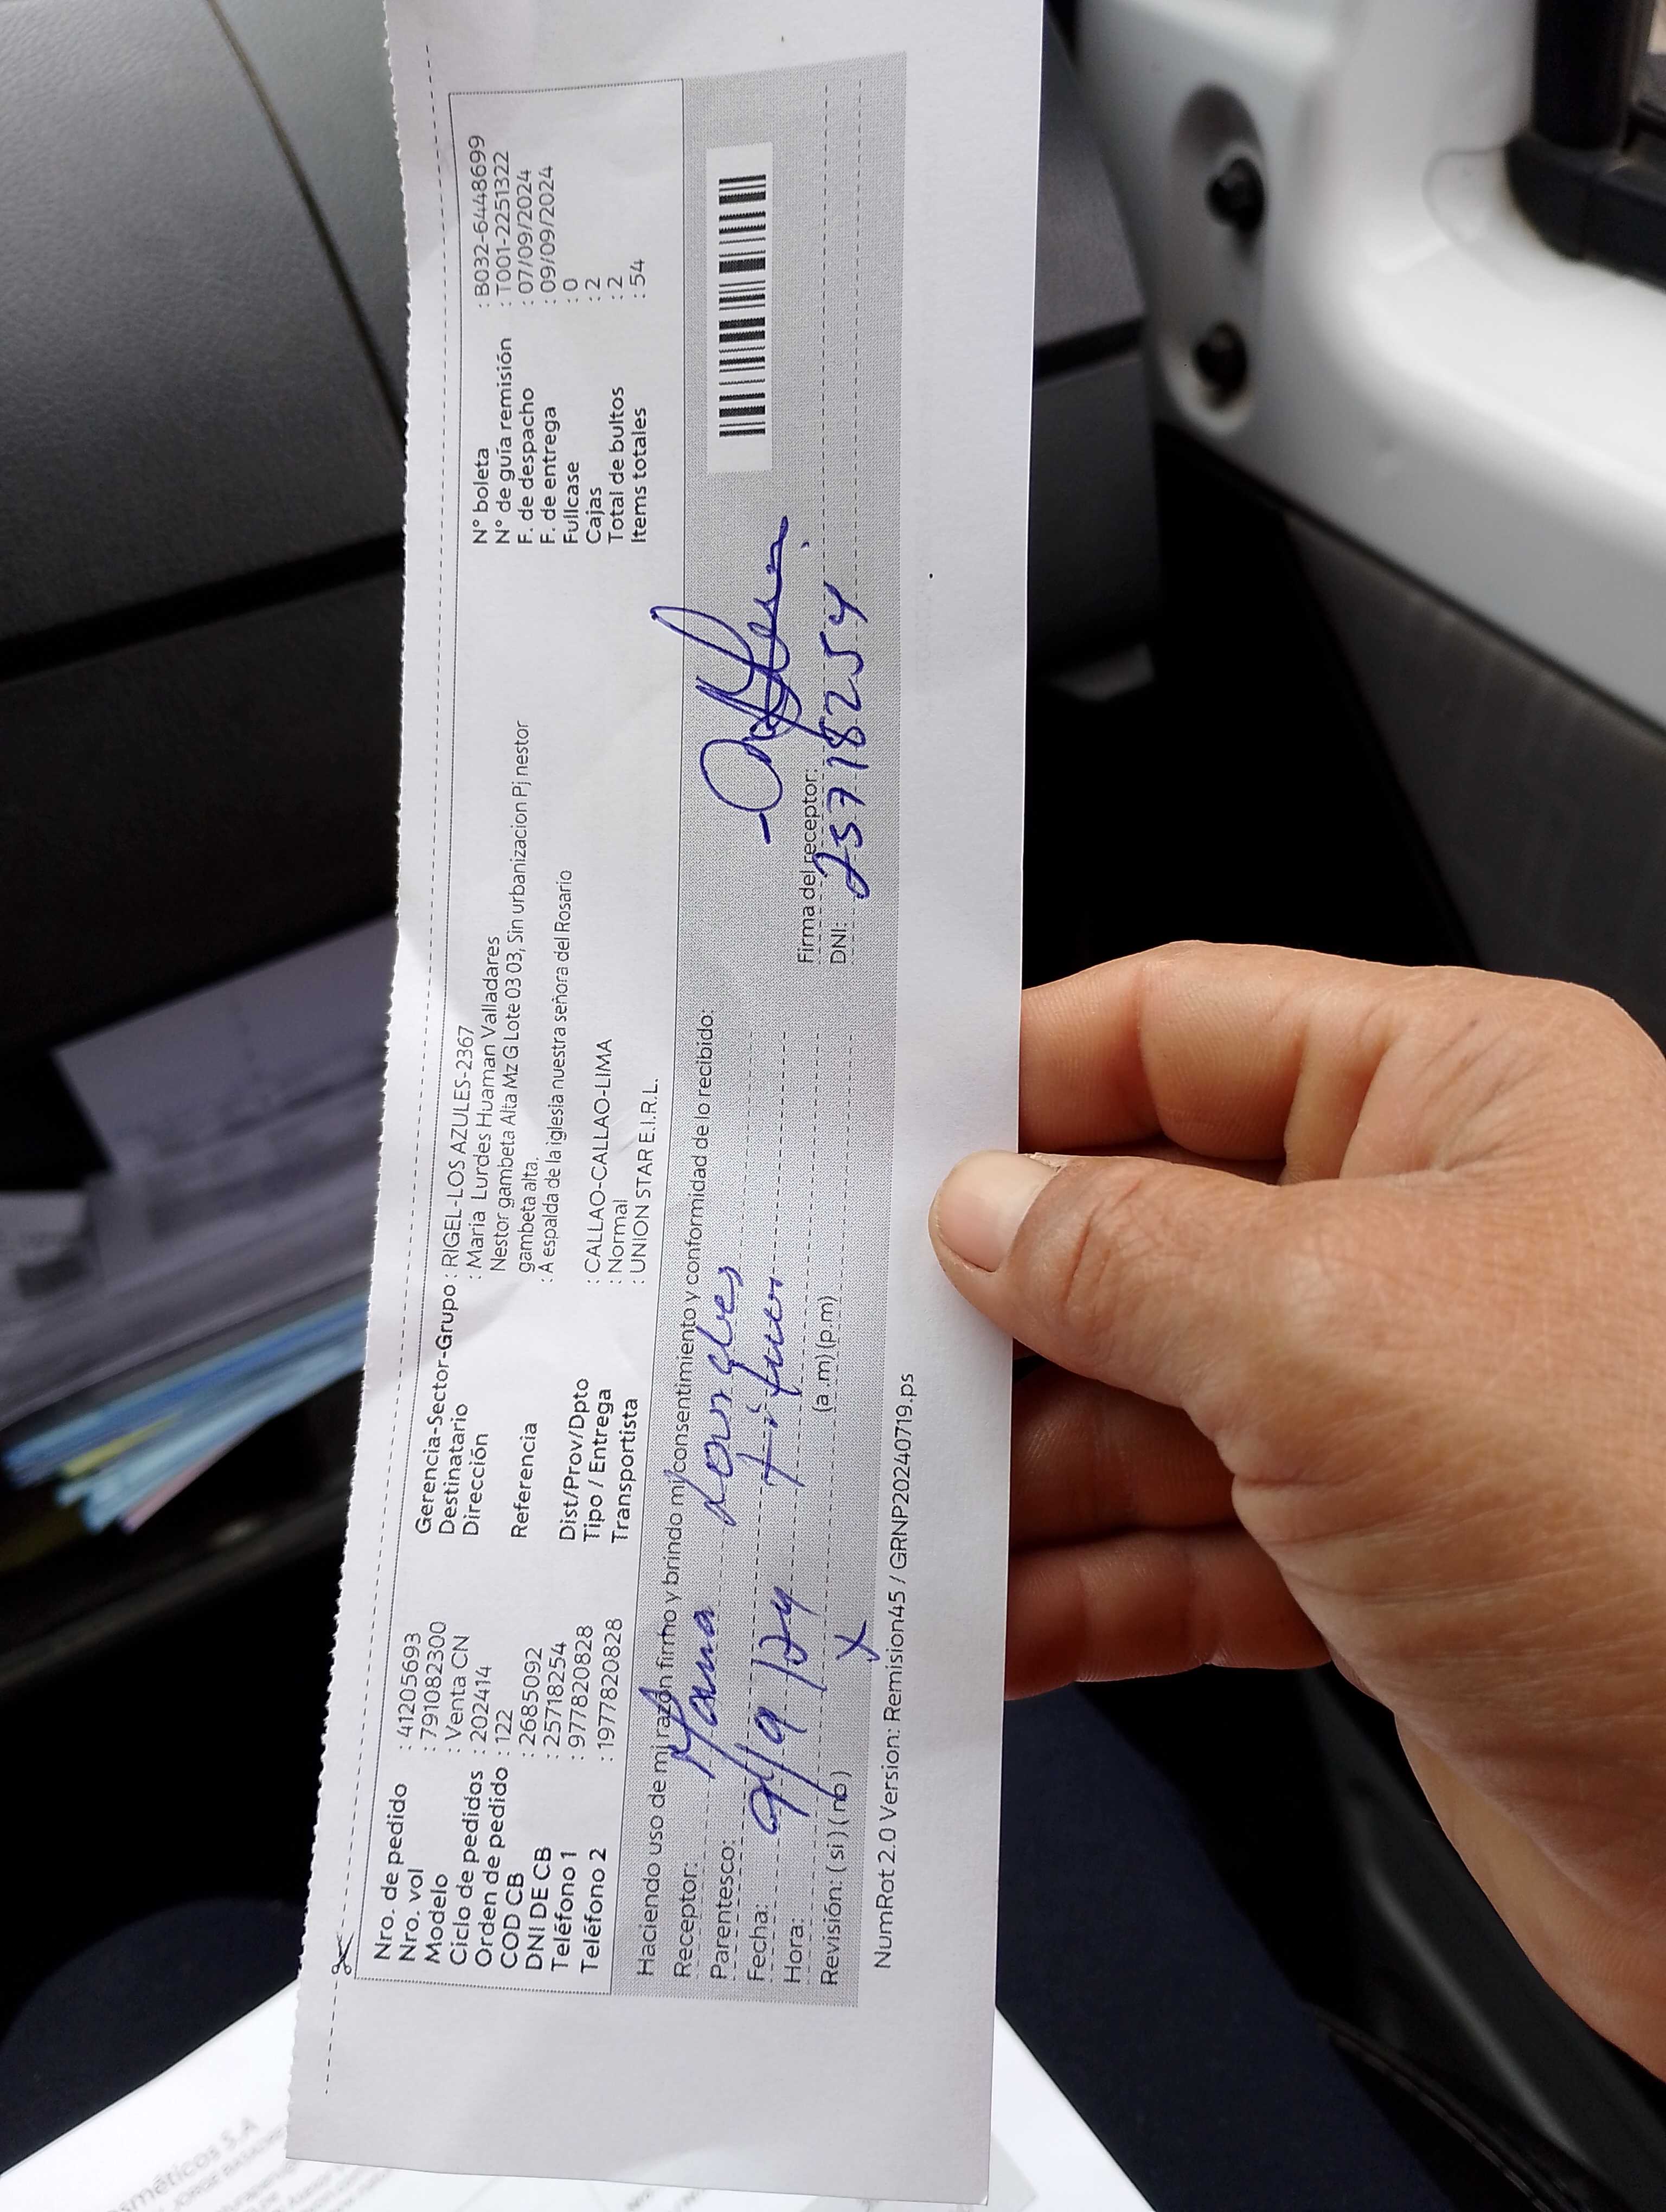 Nro. de pedido : 41205693
Nro. vol : 791082300
Modelo : Venta CN
Ciclo de pedidos : 202414
Orden de pedido : 122
COD CB : 2685092
DNI DE CB : 25718254
Teléfono 1 : 977820828
Teléfono 2 : 1977820828
Gerencia-Sector-Grupo : RIGEL-LOS AZULES-2367
Destinatario : Maria Lurdes Huaman Valladares
Dirección Nestor gambeta Alta Mz G Lote 03 03, Sin urbanizacion Pj nestor
gambeta alta.
Referencia : A espalda de la iglesia nuestra señora del Rosario
Dist/Prov/Dpto : CALLAO-CALLAO-LIMA
Tipo / Entrega : Normal
Transportista : UNION STAR E.I.R.L.
N° boleta : B032-6448699
N° de guía remisión : T001-2251322
F. de despacho : 07/09/2024
F. de entrega : 09/09/2024
Fullcase : 0
Cajas : 2
Total de bultos : 2
Items totales : 54
Haciendo uso de mi razón firmo y brindo mi consentimiento y conformidad de lo recibido:
Receptor: Maria
Parentesco:
Fecha: 9/9/24
Hora: (a.m) (p.m)
Revisión: (si) (no) X
Firma del receptor:
DNI: 25718254
NumRot 2.0 Version: Remision45 / GRNP20240719.ps
sméticos S.A